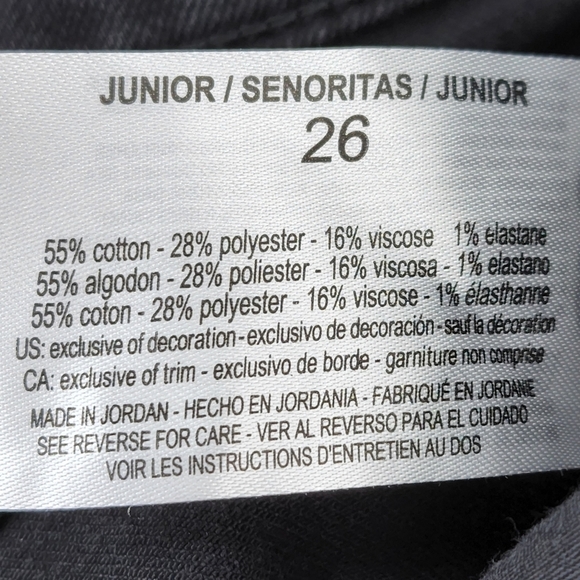 JUNIOR / SENORITAS / JUNIOR
26
55% cotton - 28% polyester - 16% viscose 1% elastane
55% algodon - 28% poliester - 16% viscosa - 1% elastano
55% coton - 28% polyester - 16% viscose - 1% élasthanne
US: exclusive of decoration - exclusivo de decoración - sauf la décoration
CA: exclusive of trim - exclusivo de borde - garniture non comprise
MADE IN JORDAN - HECHO EN JORDANIA - FABRIQUÉ EN JORDANIE
SEE REVERSE FOR CARE - VER AL REVERSO PARA EL CUIDADO
VOIR LES INSTRUCTIONS D'ENTRETIEN AU DOS